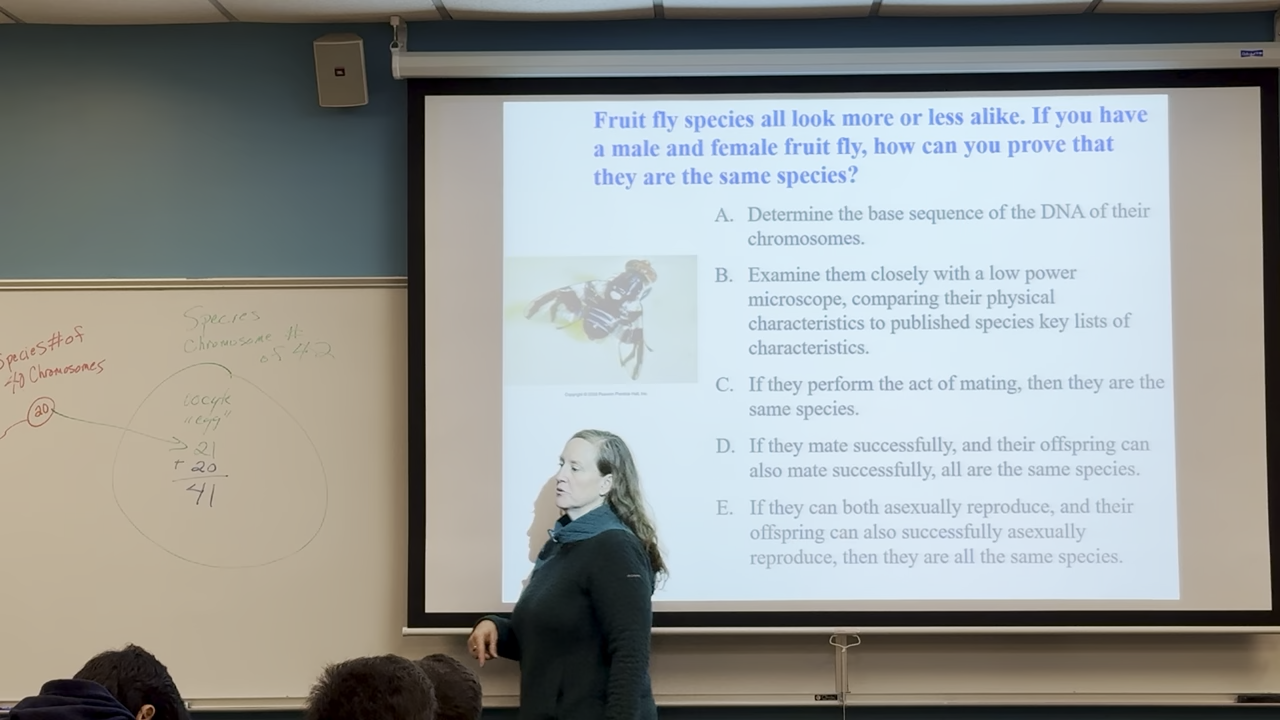 Fruit fly species all look more or less alike. If you have
a male and female fruit fly, how can you prove that
they are the same species?
A. Determine the base sequence of the DNA of their
chromosomes.
B. Examine them closely with a low power
microscope, comparing their physical
characteristics to published species key lists of
characteristics.
C. If they perform the act of mating, then they are the
same species.
D. If they mate successfully, and their offspring can
also mate successfully, all are the same species.
E. If they can both asexually reproduce, and their
offspring can also successfully asexually
reproduce, then they are all the same species.
Species # of
40 Chromosomes
20
Species
Chromosome #
of 42
oocyte
"egg"
21
+ 20
41